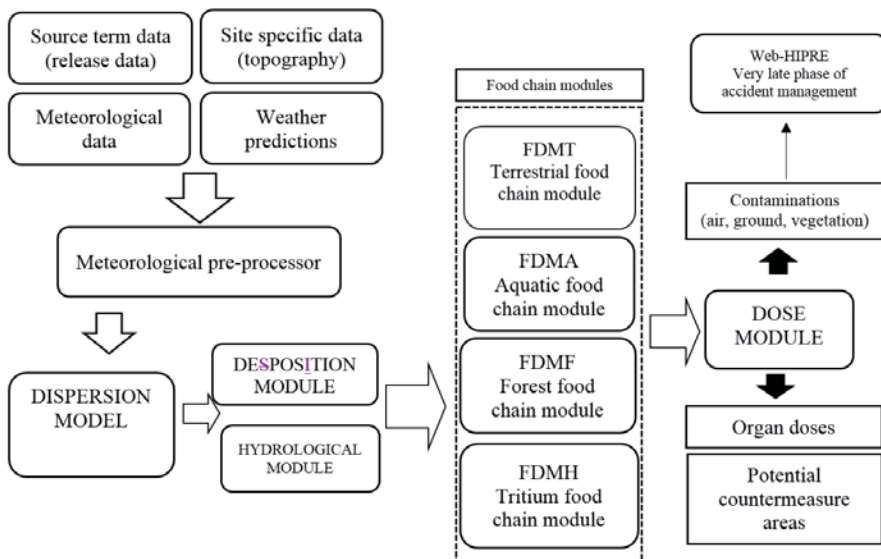 Source term data
(release data)
Site specific data
(topography)
Meteorological
data
Weather
predictions
Meteorological pre-processor
DISPERSION
MODEL
DESPOSITION
MODULE
HYDROLOGICAL
MODULE
Food chain modules
FDMT
Terrestrial food
chain module
FDMA
Aquatic food
chain module
FDMF
Forest food
chain module
FDMH
Tritium food
chain module
Web-HIPRE
Very late phase of
accident management
Contaminations
(air, ground, vegetation)
DOSE
MODULE
Organ doses
Potential
countermeasure
areas